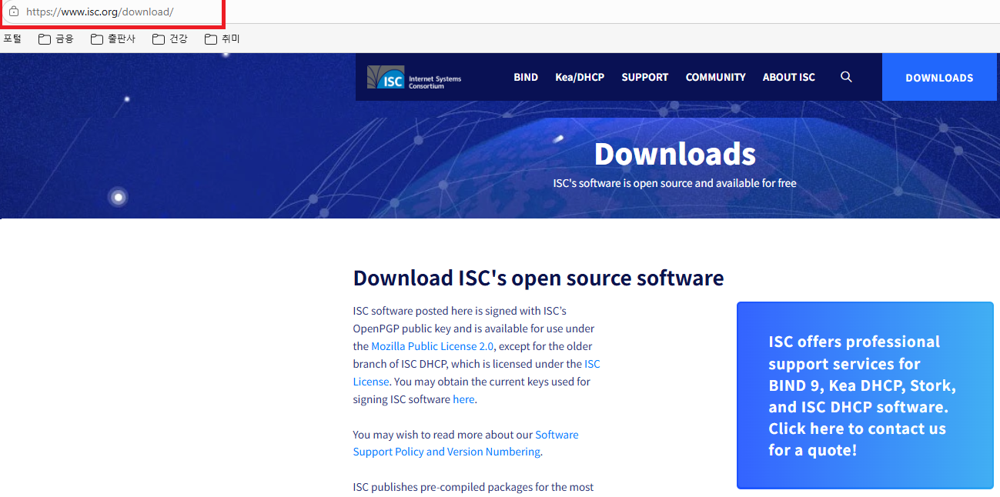 https://www.isc.org/download/
포털 금융 출판사 건강 취미
ISC Internet Systems Consortium
BIND Kea/DHCP SUPPORT COMMUNITY ABOUT ISC DOWNLOADS
Downloads
ISC's software is open source and available for free
Download ISC's open source software
ISC software posted here is signed with ISC’s
OpenPGP public key and is available for use under
the Mozilla Public License 2.0, except for the older
branch of ISC DHCP, which is licensed under the ISC
License. You may obtain the current keys used for
signing ISC software here.
You may wish to read more about our Software
Support Policy and Version Numbering.
ISC publishes pre-compiled packages for the most
ISC offers professional
support services for
BIND 9, Kea DHCP, Stork,
and ISC DHCP software.
Click here to contact us
for a quote!